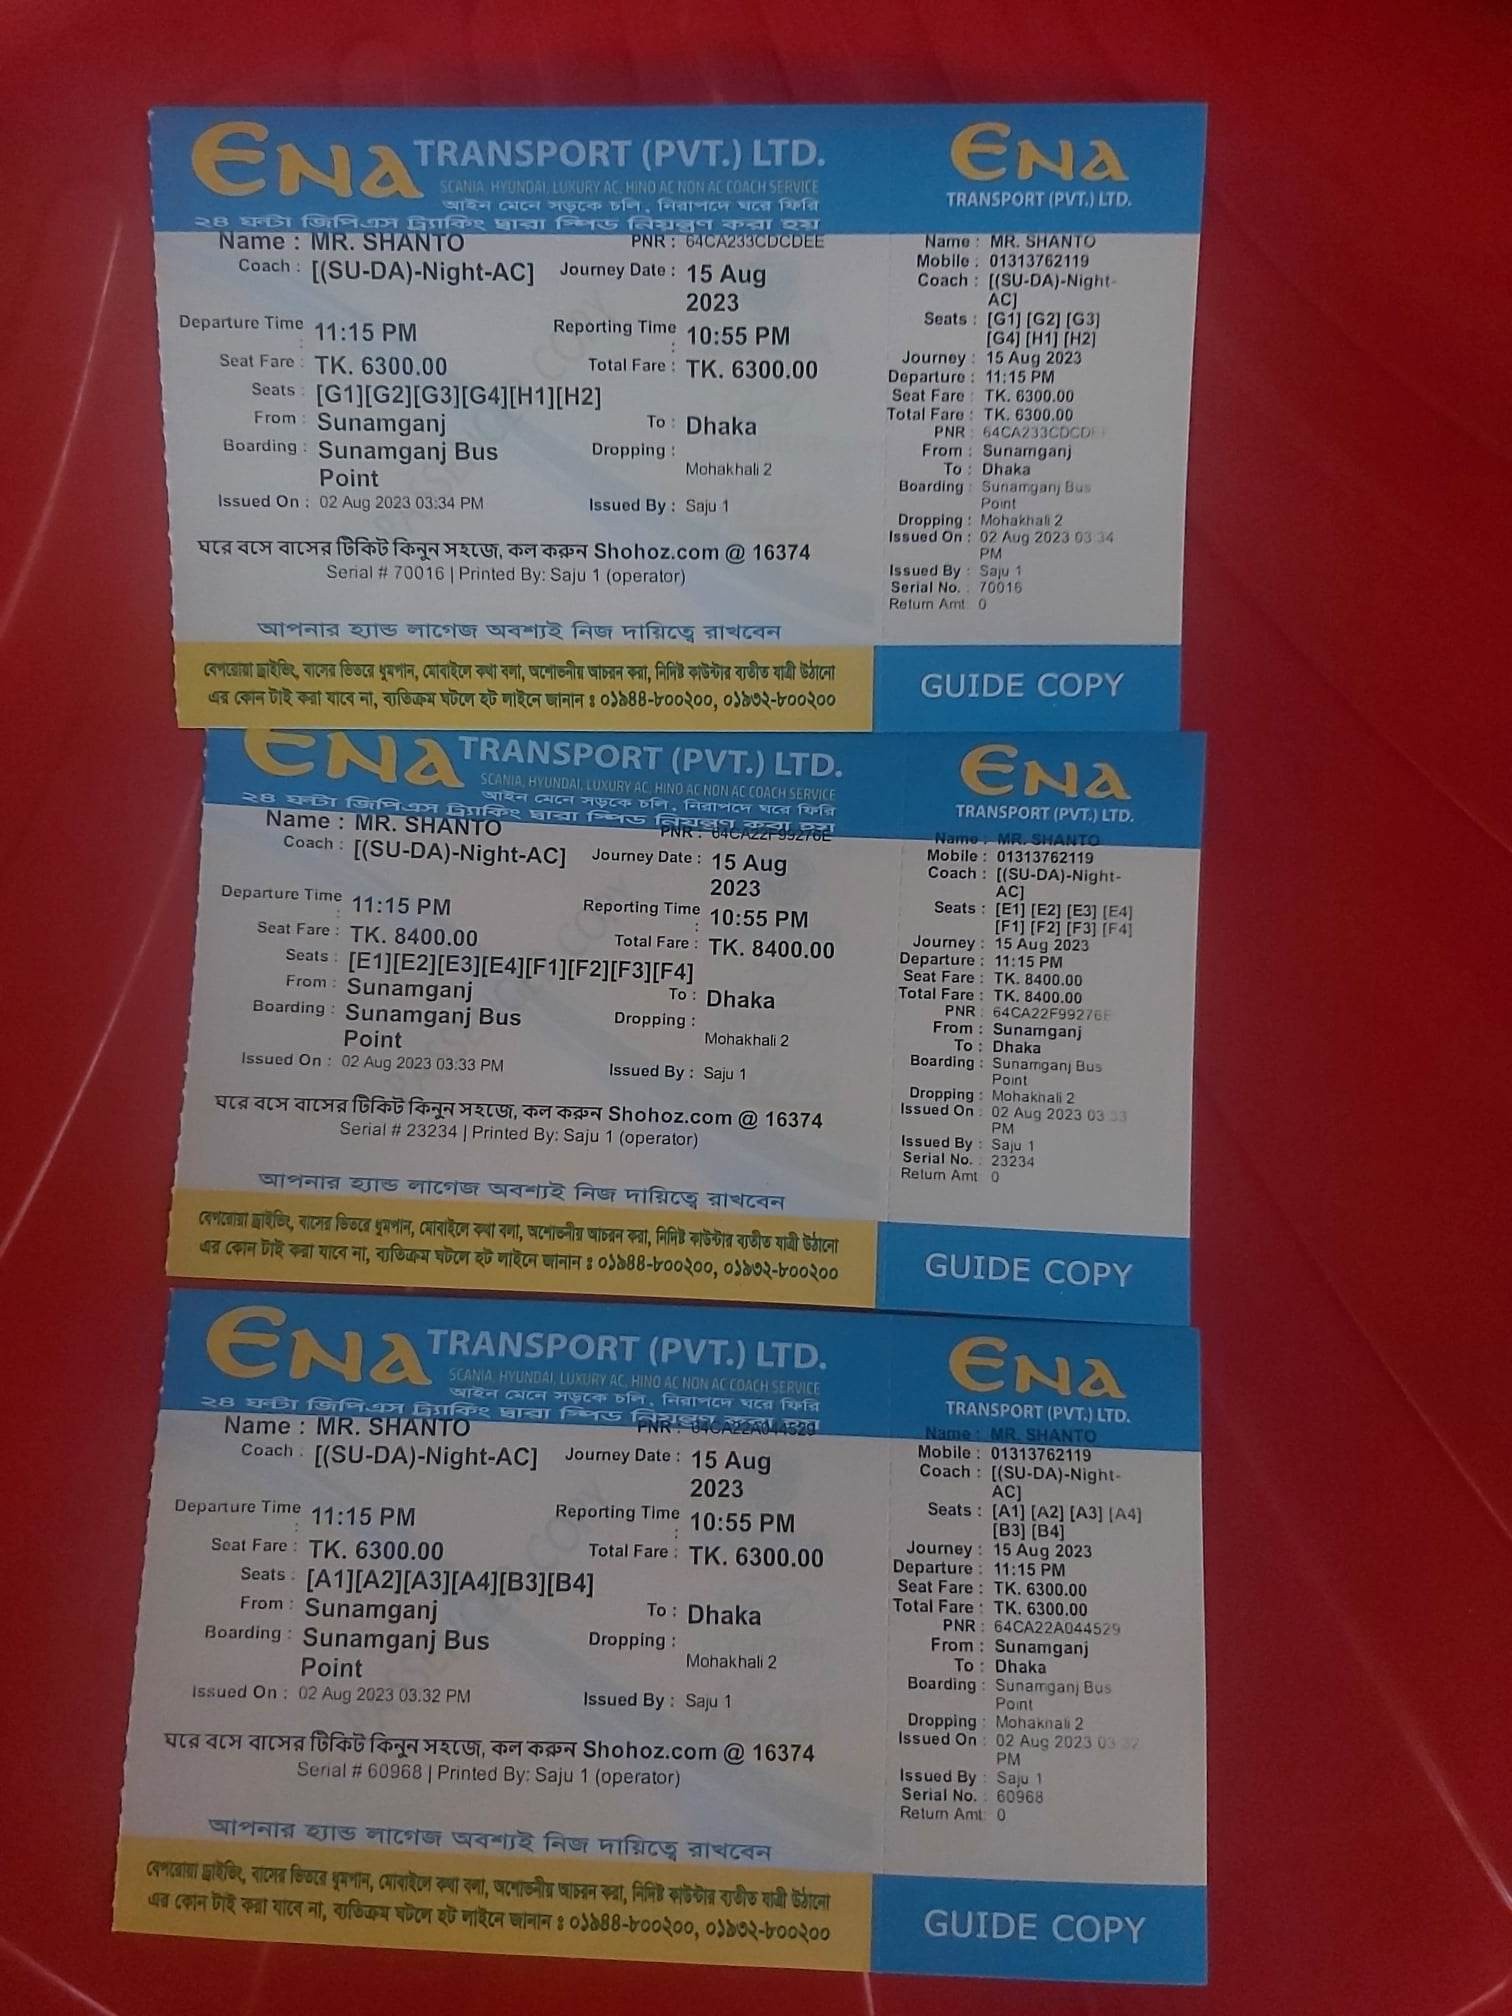 Ena TRANSPORT (PVT.) LTD.
SCANIA, HYUNDAI, LUXURY AC, HINO AC NON AC COACH SERVICE
আইন মেনে সড়কে চলি, নিরাপদে ঘরে ফিরি
২৪ ঘন্টা জিপিএস ট্র্যাকিং দ্বারা স্পিড নিয়ন্ত্রণ করা হয়
Name : MR. SHANTO PNR : 64CA233CDCDEE
Coach : [(SU-DA)-Night-AC] Journey Date : 15 Aug
2023
Departure Time : 11:15 PM Reporting Time : 10:55 PM
Seat Fare : TK. 6300.00 Total Fare : TK. 6300.00
Seats : [G1][G2][G3][G4][H1][H2]
From : Sunamganj To : Dhaka
Boarding : Sunamganj Bus Dropping :
Point Mohakhali 2
Issued On : 02 Aug 2023 03:34 PM Issued By : Saju 1
ঘরে বসে বাসের টিকিট কিনুন সহজে, কল করুন Shohoz.com @ 16374
Serial # 70016 | Printed By: Saju 1 (operator)
আপনার হ্যান্ড লাগেজ অবশ্যই নিজ দায়িত্বে রাখবেন
বেপরোয়া ড্রাইভিং, বাসের ভিতরে ধূমপান, মোবাইলে কথা বলা, অশোভনীয় আচরন করা, নির্দিষ্ট কাউন্টার ব্যতীত যাত্রী উঠানো
এর কোন টাই করা যাবে না, ব্যতিক্রম ঘটলে হট লাইনে জানান ঃ ০১৯৪৪-৮০০২০০, ০১৯৩২-৮০০২০০
Ena
TRANSPORT (PVT.) LTD.
Name : MR. SHANTO
Mobile : 01313762119
Coach : [(SU-DA)-Night-
AC]
Seats : [G1] [G2] [G3]
[G4] [H1] [H2]
Journey : 15 Aug 2023
Departure : 11:15 PM
Seat Fare : TK. 6300.00
Total Fare : TK. 6300.00
PNR : 64CA233CDCDEE
From : Sunamganj
To : Dhaka
Boarding : Sunamganj Bus
Point
Dropping : Mohakhali 2
Issued On : 02 Aug 2023 03:34
PM
Issued By : Saju 1
Serial No. : 70016
Return Amt: 0
GUIDE COPY
Ena TRANSPORT (PVT.) LTD.
SCANIA, HYUNDAI, LUXURY AC, HINO AC NON AC COACH SERVICE
আইন মেনে সড়কে চলি, নিরাপদে ঘরে ফিরি
২৪ ঘন্টা জিপিএস ট্র্যাকিং দ্বারা স্পিড নিয়ন্ত্রণ করা হয়
Name : MR. SHANTO PNR : 64CA22F99276E
Coach : [(SU-DA)-Night-AC] Journey Date : 15 Aug
2023
Departure Time : 11:15 PM Reporting Time : 10:55 PM
Seat Fare : TK. 8400.00 Total Fare : TK. 8400.00
Seats : [E1][E2][E3][E4][F1][F2][F3][F4]
From : Sunamganj To : Dhaka
Boarding : Sunamganj Bus Dropping :
Point Mohakhali 2
Issued On : 02 Aug 2023 03:33 PM Issued By : Saju 1
ঘরে বসে বাসের টিকিট কিনুন সহজে, কল করুন Shohoz.com @ 16374
Serial # 23234 | Printed By: Saju 1 (operator)
আপনার হ্যান্ড লাগেজ অবশ্যই নিজ দায়িত্বে রাখবেন
বেপরোয়া ড্রাইভিং, বাসের ভিতরে ধূমপান, মোবাইলে কথা বলা, অশোভনীয় আচরন করা, নির্দিষ্ট কাউন্টার ব্যতীত যাত্রী উঠানো
এর কোন টাই করা যাবে না, ব্যতিক্রম ঘটলে হট লাইনে জানান ঃ ০১৯৪৪-৮০০২০০, ০১৯৩২-৮০০২০০
Ena
TRANSPORT (PVT.) LTD.
Name : MR. SHANTO
Mobile : 01313762119
Coach : [(SU-DA)-Night-
AC]
Seats : [E1] [E2] [E3] [E4]
[F1] [F2] [F3] [F4]
Journey : 15 Aug 2023
Departure : 11:15 PM
Seat Fare : TK. 8400.00
Total Fare : TK. 8400.00
PNR : 64CA22F99276E
From : Sunamganj
To : Dhaka
Boarding : Sunamganj Bus
Point
Dropping : Mohakhali 2
Issued On : 02 Aug 2023 03:33
PM
Issued By : Saju 1
Serial No. : 23234
Return Amt: 0
GUIDE COPY
Ena TRANSPORT (PVT.) LTD.
SCANIA, HYUNDAI, LUXURY AC, HINO AC NON AC COACH SERVICE
আইন মেনে সড়কে চলি, নিরাপদে ঘরে ফিরি
২৪ ঘন্টা জিপিএস ট্র্যাকিং দ্বারা স্পিড নিয়ন্ত্রণ করা হয়
Name : MR. SHANTO PNR : 64CA22A044529
Coach : [(SU-DA)-Night-AC] Journey Date : 15 Aug
2023
Departure Time : 11:15 PM Reporting Time : 10:55 PM
Seat Fare : TK. 6300.00 Total Fare : TK. 6300.00
Seats : [A1][A2][A3][A4][B3][B4]
From : Sunamganj To : Dhaka
Boarding : Sunamganj Bus Dropping :
Point Mohakhali 2
Issued On : 02 Aug 2023 03:32 PM Issued By : Saju 1
ঘরে বসে বাসের টিকিট কিনুন সহজে, কল করুন Shohoz.com @ 16374
Serial # 60968 | Printed By: Saju 1 (operator)
আপনার হ্যান্ড লাগেজ অবশ্যই নিজ দায়িত্বে রাখবেন
বেপরোয়া ড্রাইভিং, বাসের ভিতরে ধূমপান, মোবাইলে কথা বলা, অশোভনীয় আচরন করা, নির্দিষ্ট কাউন্টার ব্যতীত যাত্রী উঠানো
এর কোন টাই করা যাবে না, ব্যতিক্রম ঘটলে হট লাইনে জানান ঃ ০১৯৪৪-৮০০২০০, ০১৯৩২-৮০০২০০
Ena
TRANSPORT (PVT.) LTD.
Name : MR. SHANTO
Mobile : 01313762119
Coach : [(SU-DA)-Night-
AC]
Seats : [A1] [A2] [A3] [A4]
[B3] [B4]
Journey : 15 Aug 2023
Departure : 11:15 PM
Seat Fare : TK. 6300.00
Total Fare : TK. 6300.00
PNR : 64CA22A044529
From : Sunamganj
To : Dhaka
Boarding : Sunamganj Bus
Point
Dropping : Mohakhali 2
Issued On : 02 Aug 2023 03:32
PM
Issued By : Saju 1
Serial No. : 60968
Return Amt: 0
GUIDE COPY